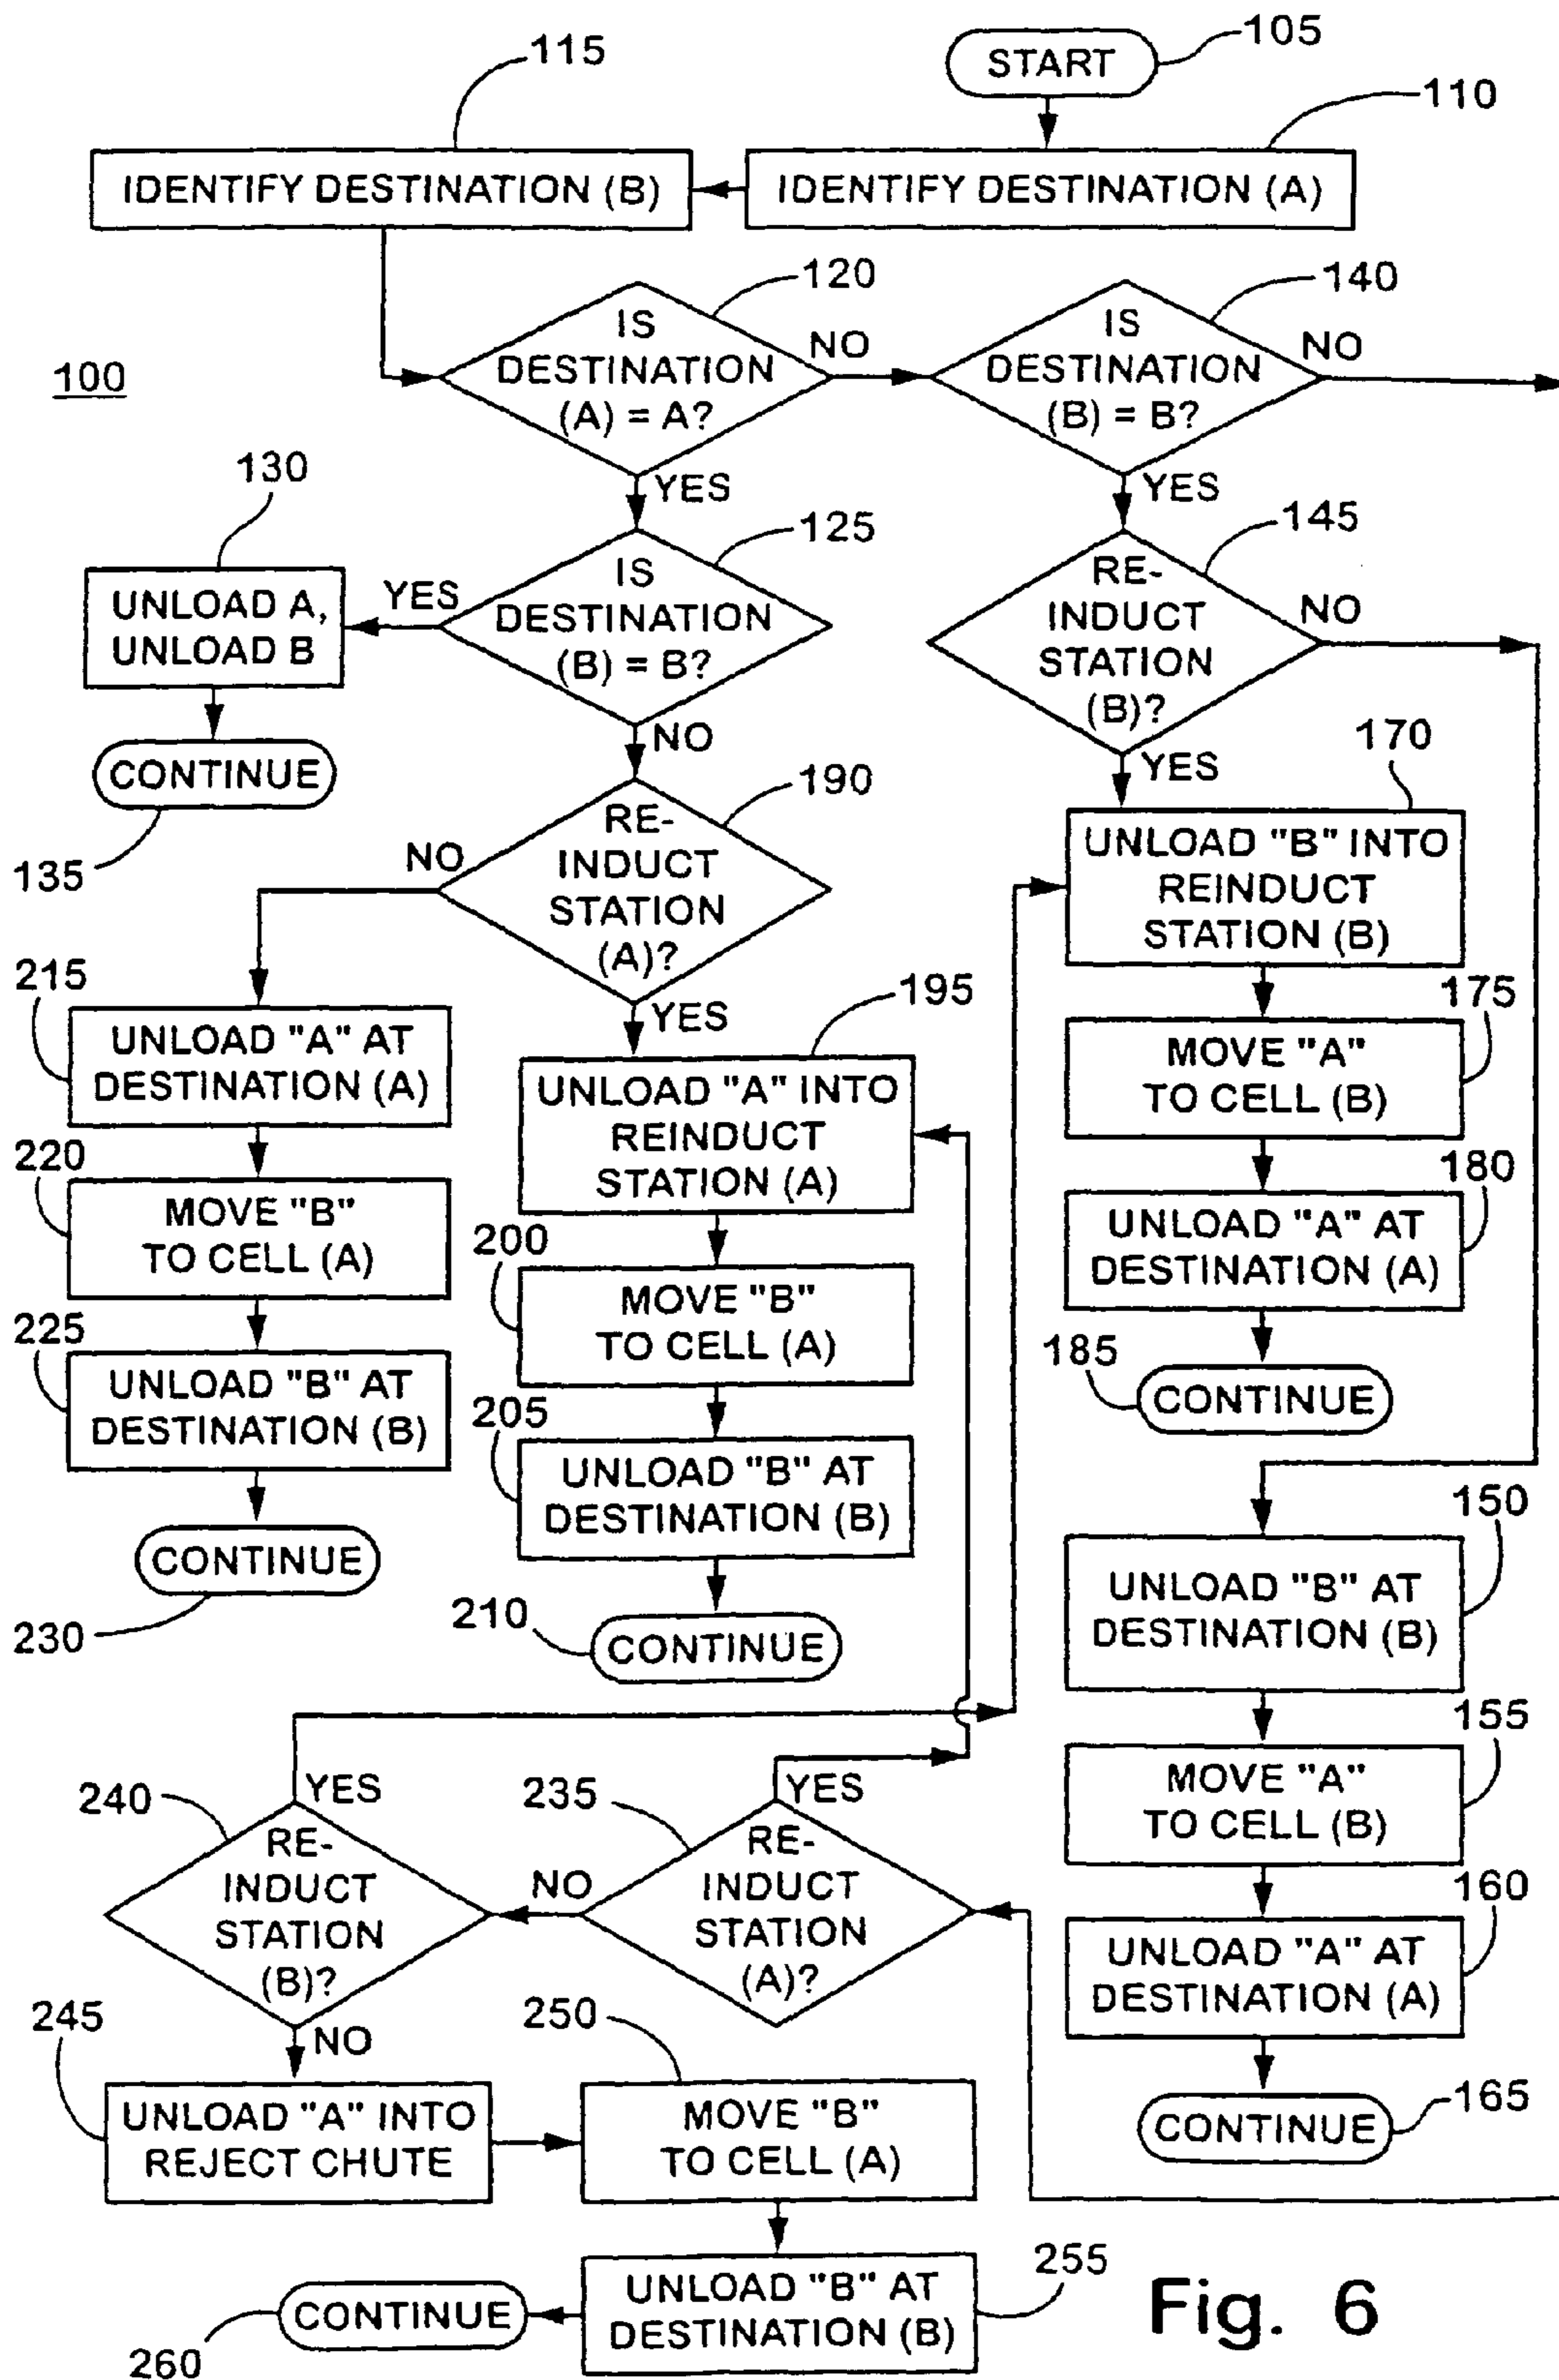 115
START
105
110
IDENTIFY DESTINATION (B)
IDENTIFY DESTINATION (A)
100
120
IS
DESTINATION
(A) = A?
NO
YES
140
IS
DESTINATION
(B) = B?
NO
YES
130
UNLOAD A,
UNLOAD B
YES
125
IS
DESTINATION
(B) = B?
NO
145
RE-
INDUCT
STATION
(B)?
NO
YES
CONTINUE
135
190
RE-
INDUCT
STATION
(A)?
NO
YES
170
UNLOAD "B" INTO
REINDUCT
STATION (B)
175
MOVE "A"
TO CELL (B)
180
UNLOAD "A" AT
DESTINATION (A)
185
CONTINUE
215
UNLOAD "A" AT
DESTINATION (A)
220
MOVE "B"
TO CELL (A)
225
UNLOAD "B" AT
DESTINATION (B)
CONTINUE
230
195
UNLOAD "A" INTO
REINDUCT
STATION (A)
200
MOVE "B"
TO CELL (A)
205
UNLOAD "B" AT
DESTINATION (B)
210
CONTINUE
150
UNLOAD "B" AT
DESTINATION (B)
155
MOVE "A"
TO CELL (B)
160
UNLOAD "A" AT
DESTINATION (A)
CONTINUE
165
240
YES
RE-
INDUCT
STATION
(B)?
NO
235
YES
RE-
INDUCT
STATION
(A)?
NO
245
UNLOAD "A" INTO
REJECT CHUTE
250
MOVE "B"
TO CELL (A)
255
UNLOAD "B" AT
DESTINATION (B)
CONTINUE
260
Fig. 6